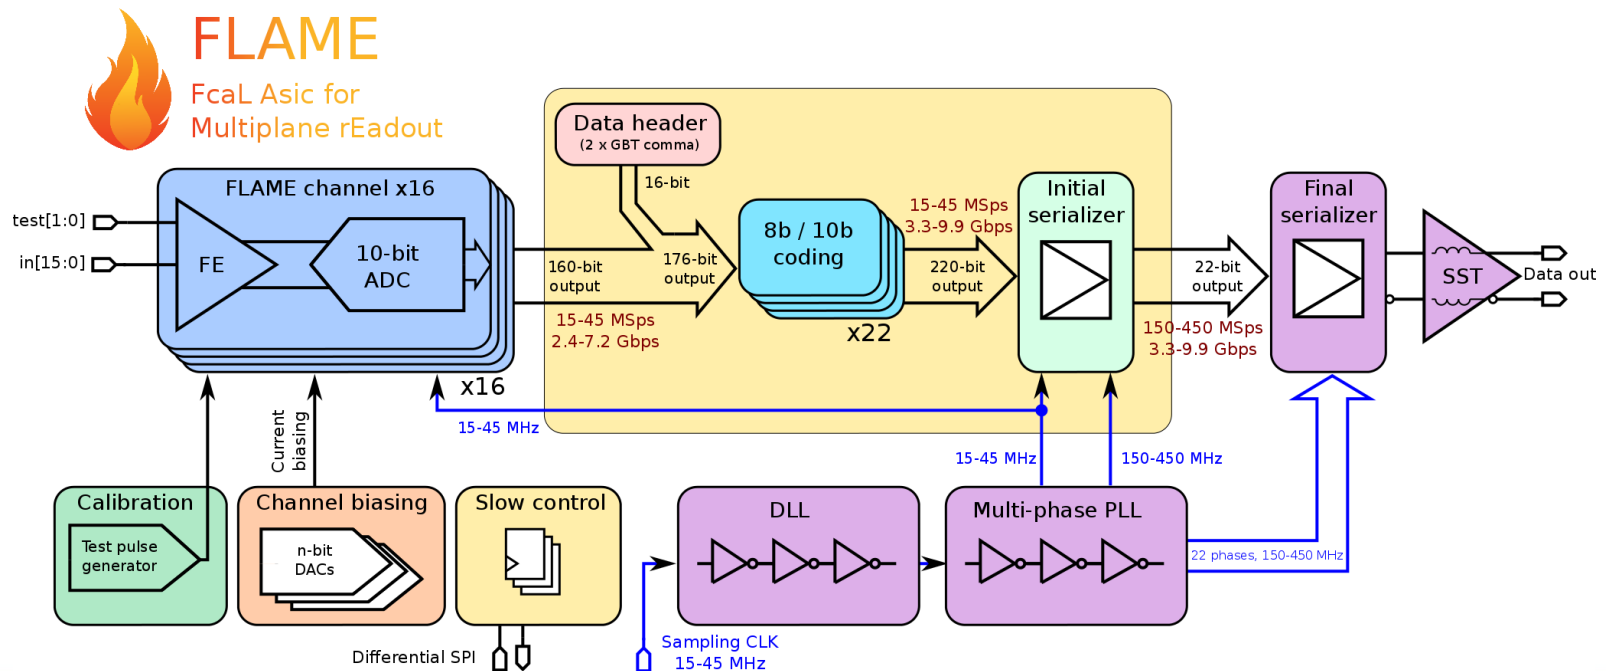 FLAME
FcaL Asic for
Multiplane rEadout
Data header
(2 x GBT comma)
16-bit
FLAME channel x16
test[1:0]
in[15:0]
FE
10-bit
ADC
160-bit
output
176-bit
output
15-45 MSps
2.4-7.2 Gbps
x16
8b / 10b
coding
x22
15-45 MSps
3.3-9.9 Gbps
220-bit
output
Initial
serializer
22-bit
output
150-450 MSps
3.3-9.9 Gbps
Final
serializer
SST
Data out
Current
biasing
15-45 MHz
15-45 MHz
150-450 MHz
Calibration
Test pulse
generator
Channel biasing
n-bit
DACs
Slow control
DLL
Multi-phase PLL
22 phases, 150-450 MHz
Differential SPI
Sampling CLK
15-45 MHz